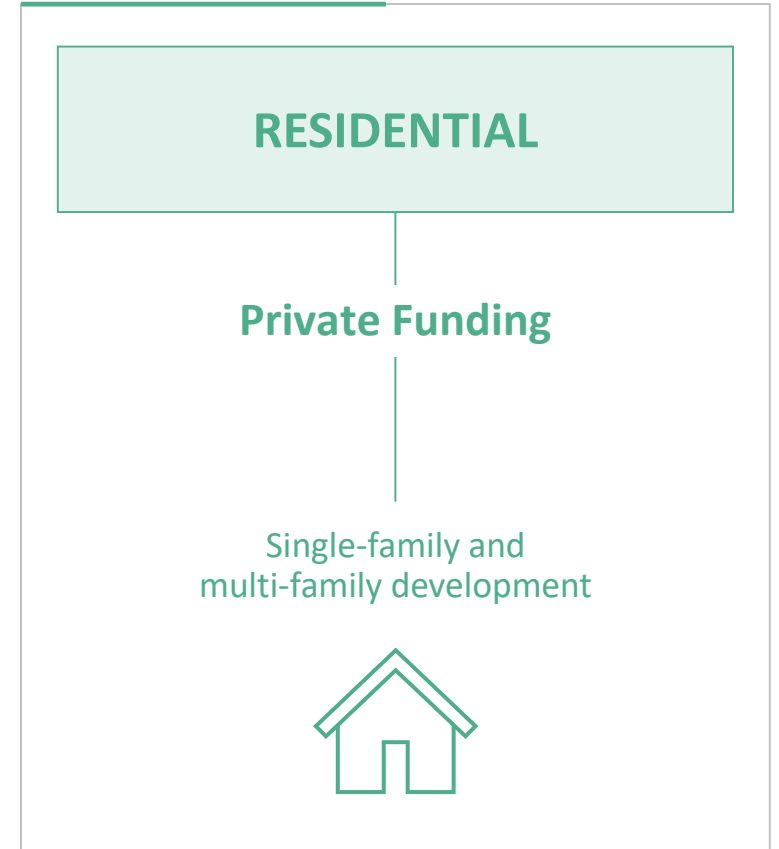 RESIDENTIAL
Private Funding
Single-family and
multi-family development